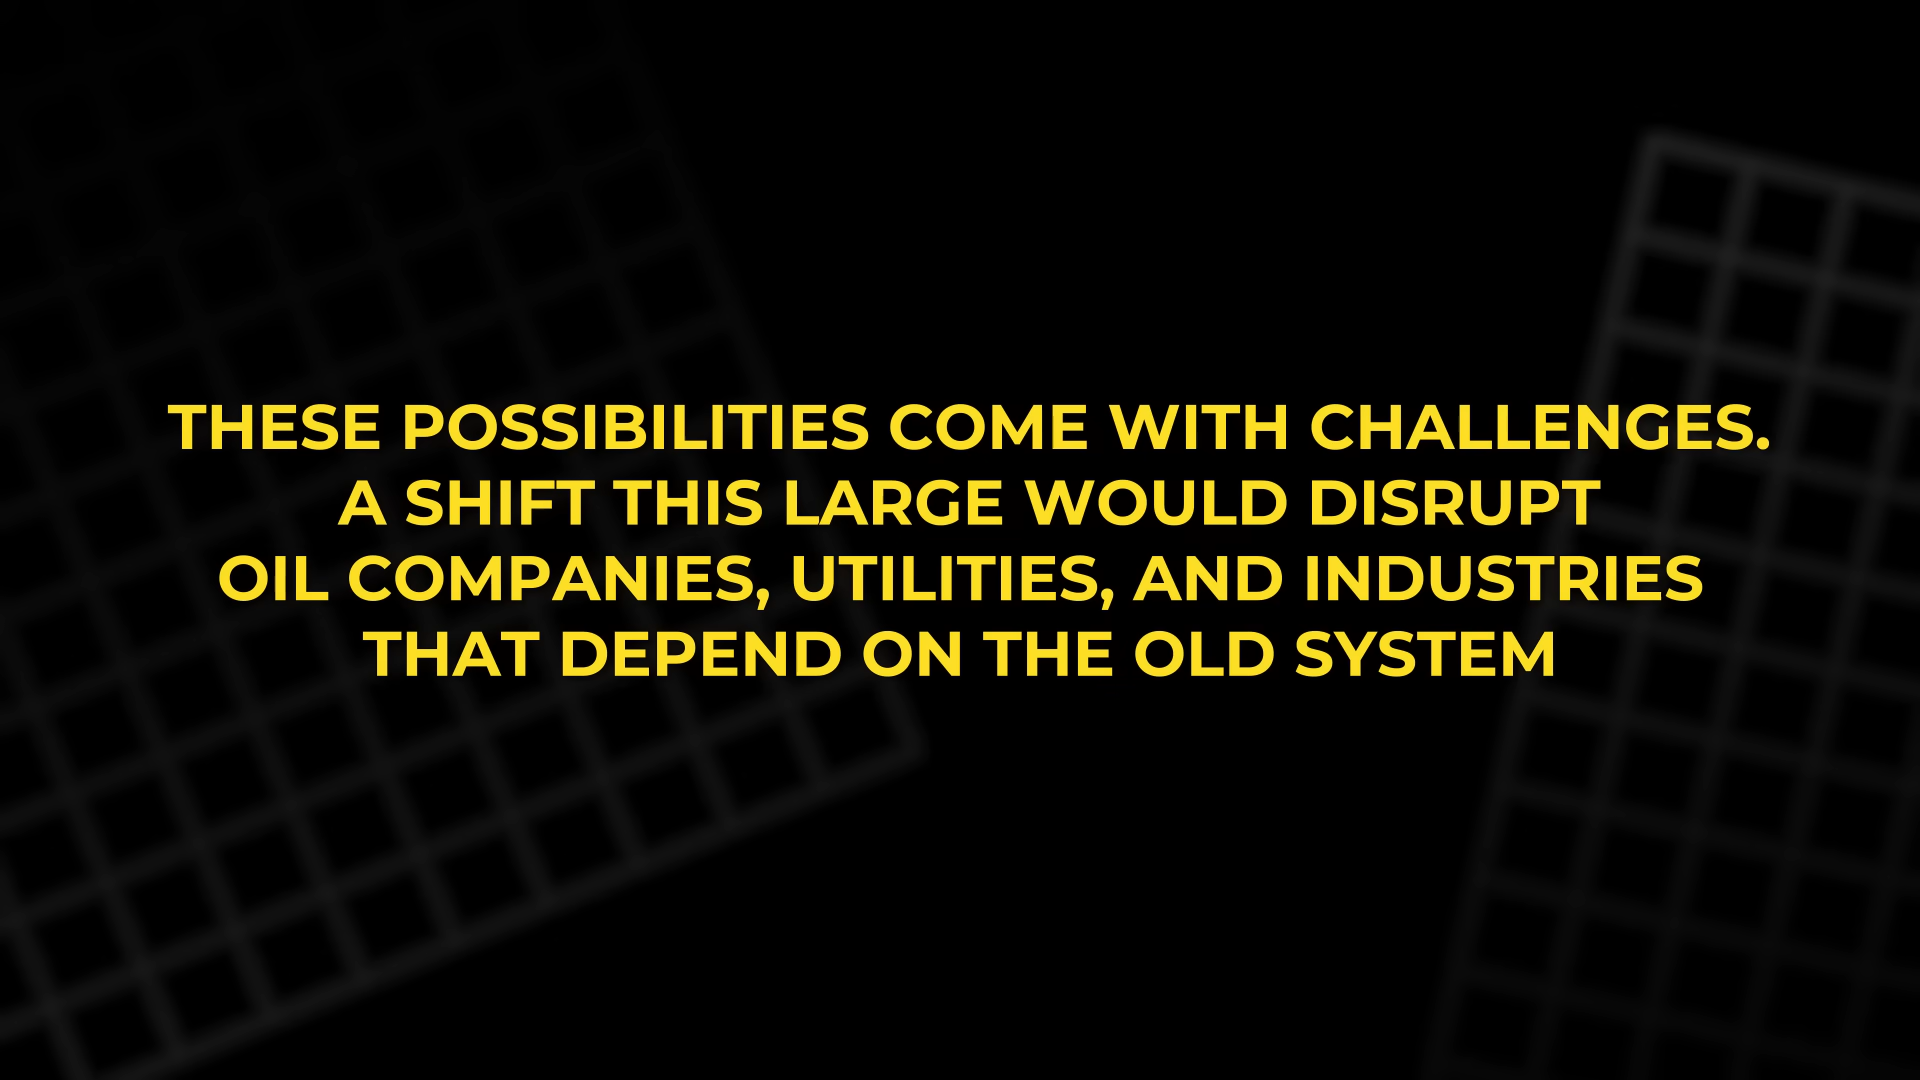 THESE POSSIBILITIES COME WITH CHALLENGES.
A SHIFT THIS LARGE WOULD DISRUPT
OIL COMPANIES, UTILITIES, AND INDUSTRIES
THAT DEPEND ON THE OLD SYSTEM